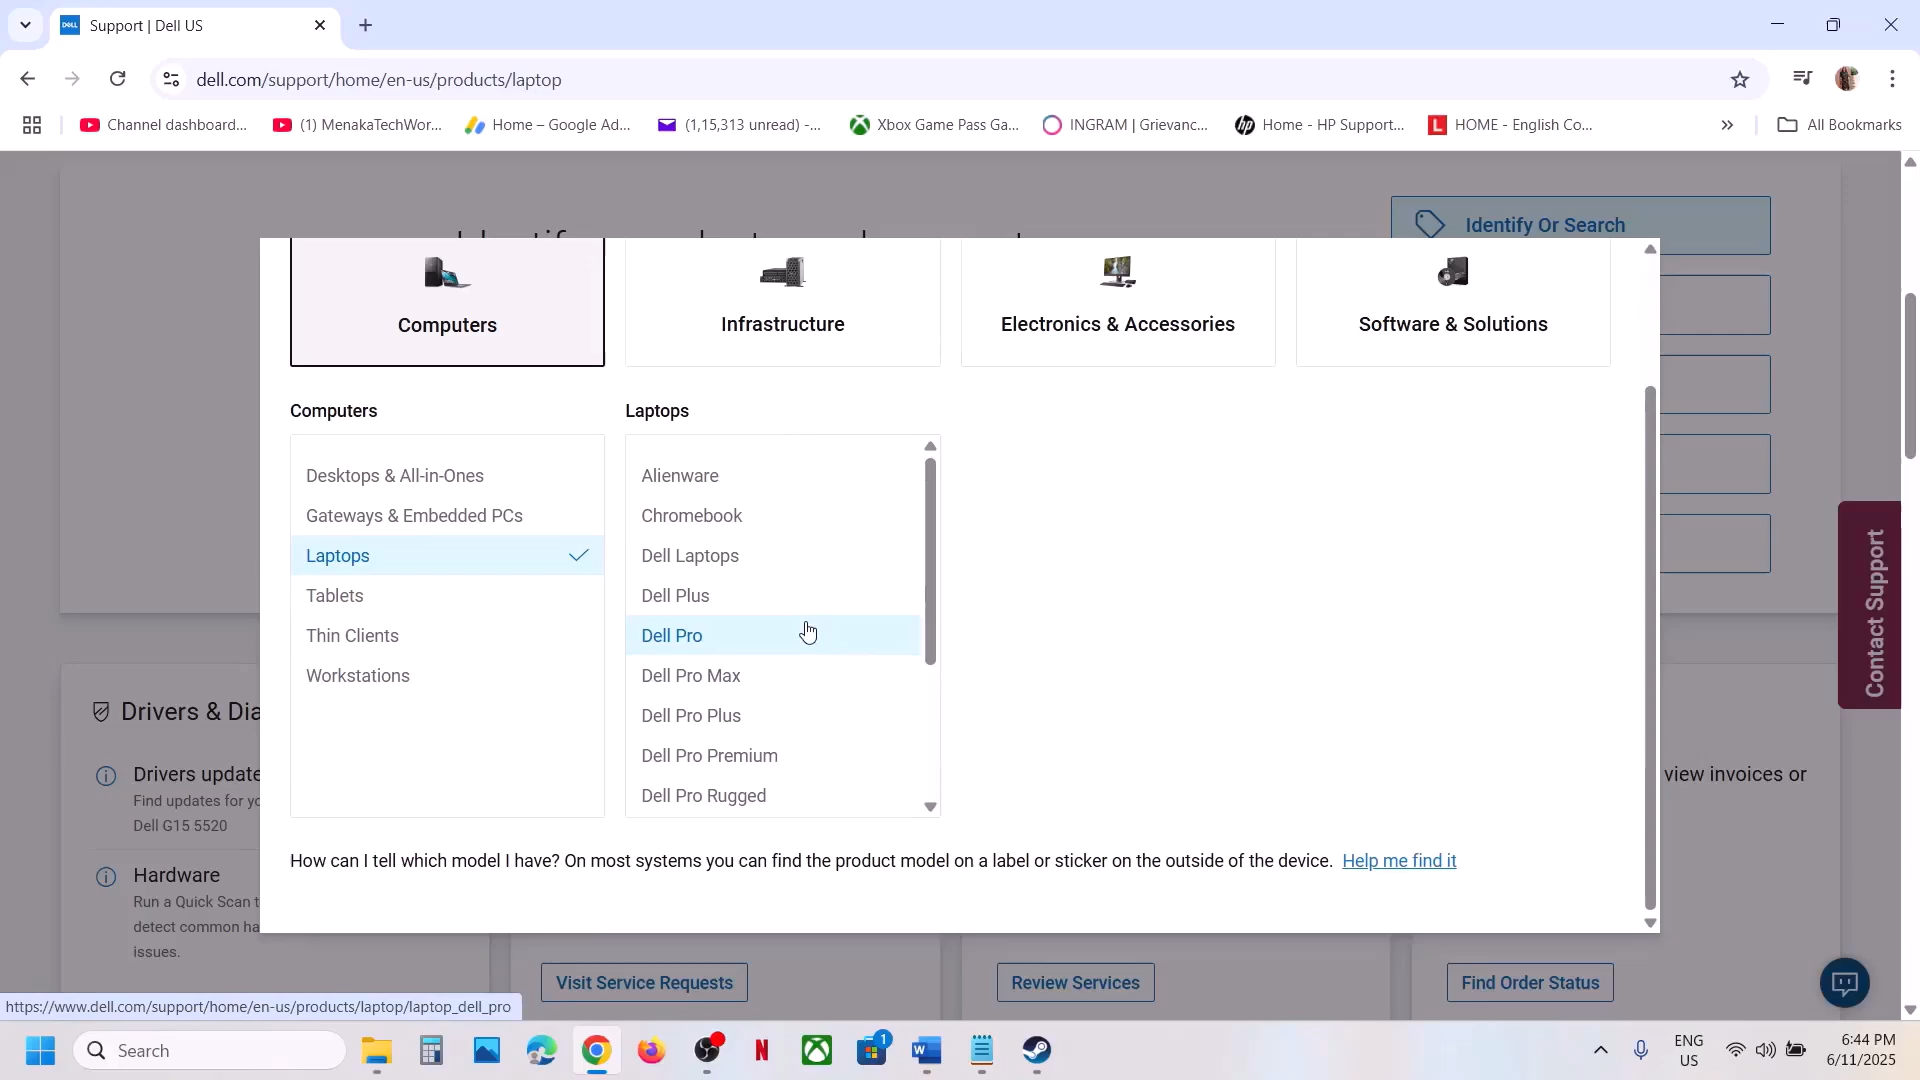 Support | Dell US
dell.com/support/home/en-us/products/laptop
Channel dashboard...
(1) MenakaTechWor...
Home – Google Ad...
(1,15,313 unread) -...
Xbox Game Pass Ga...
INGRAM | Grievanc...
Home - HP Support...
HOME - English Co...
All Bookmarks
Identify Or Search
Computers
Infrastructure
Electronics & Accessories
Software & Solutions
Computers
Laptops
Desktops & All-in-Ones
Gateways & Embedded PCs
Laptops
Tablets
Thin Clients
Workstations
Alienware
Chromebook
Dell Laptops
Dell Plus
Dell Pro
Dell Pro Max
Dell Pro Plus
Dell Pro Premium
Dell Pro Rugged
How can I tell which model I have? On most systems you can find the product model on a label or sticker on the outside of the device. Help me find it
Contact Support
Drivers & Dia
Drivers update
Find updates for yo
Dell G15 5520
Hardware
Run a Quick Scan t
detect common ha
issues.
view invoices or
Visit Service Requests
Review Services
Find Order Status
https://www.dell.com/support/home/en-us/products/laptop/laptop_dell_pro
Search
1
ENG
US
6:44 PM
6/11/2025